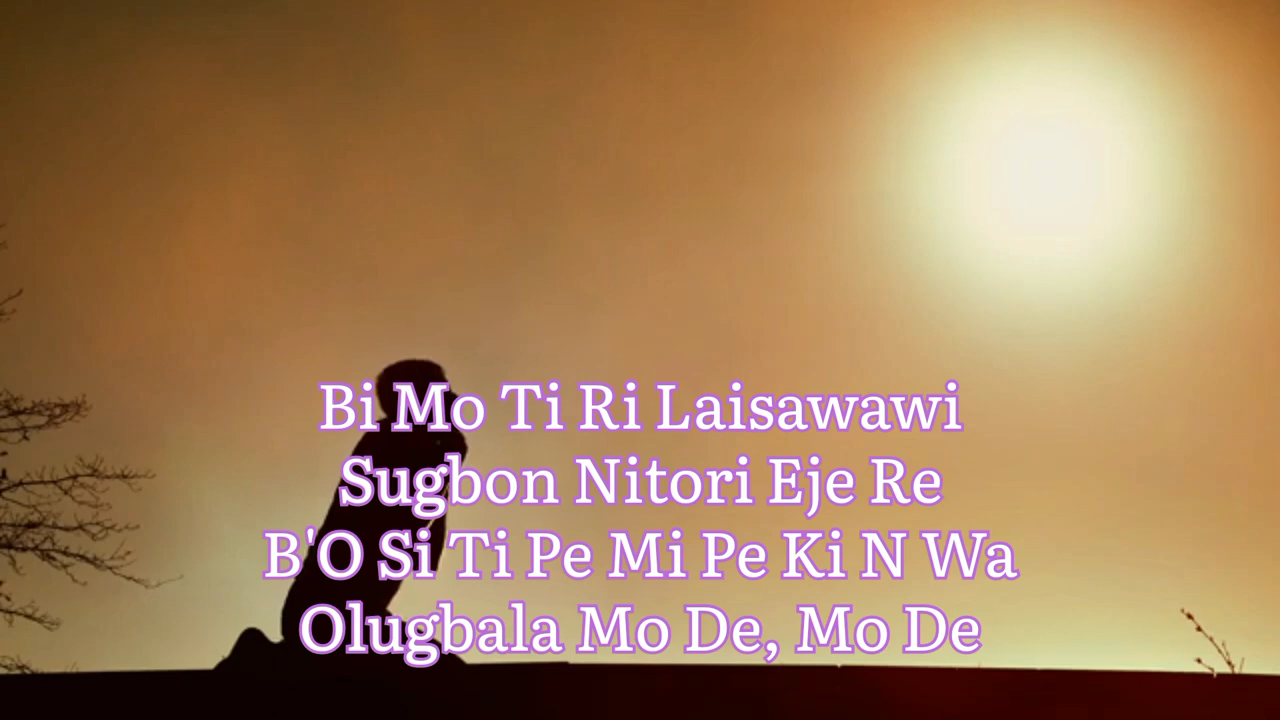 Bi Mo Ti Ri Laisawawi
Sugbon Nitori Eje Re
B'O Si Ti Pe Mi Pe Ki N Wa
Olugbala Mo De, Mo De